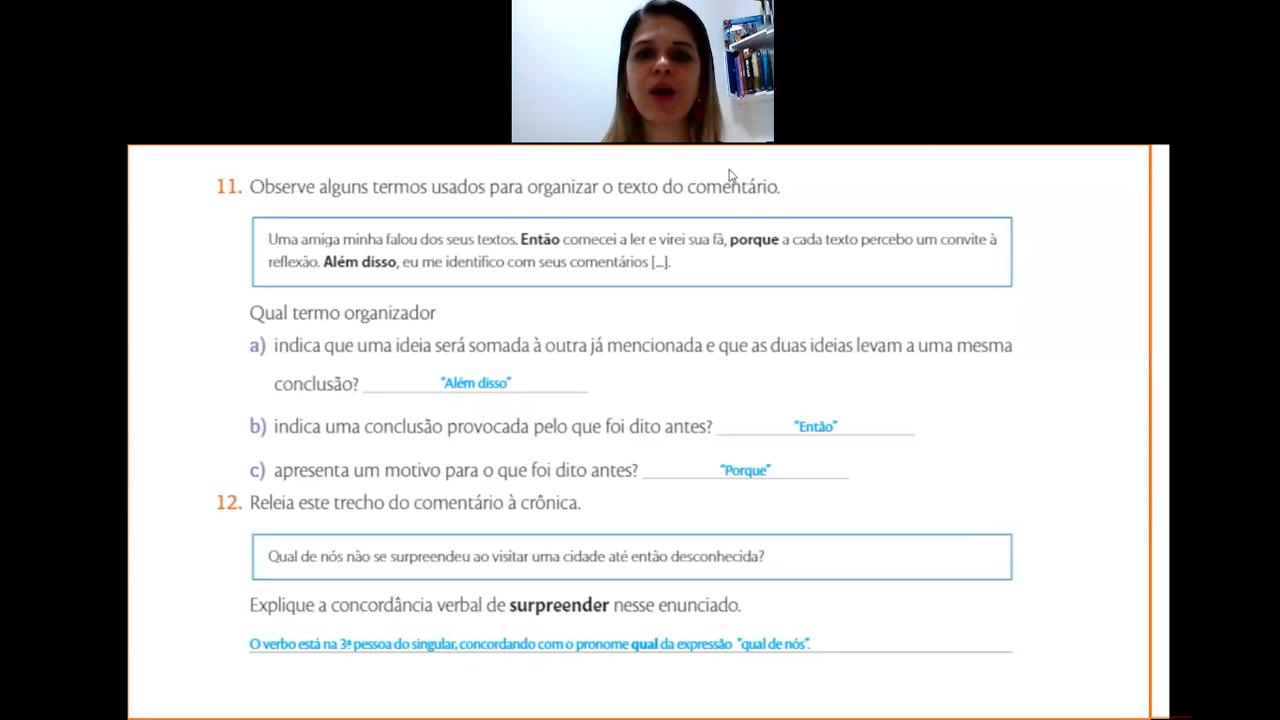 11. Observe alguns termos usados para organizar o texto do comentário.
Uma amiga minha falou dos seus textos. Então comecei a ler e virei sua fã, porque a cada texto percebo um convite à
reflexão. Além disso, eu me identifico com seus comentários [...].
Qual termo organizador
a) indica que uma ideia será somada à outra já mencionada e que as duas ideias levam a uma mesma
conclusão? "Além disso"
b) indica uma conclusão provocada pelo que foi dito antes? "Então"
c) apresenta um motivo para o que foi dito antes? "Porque"
12. Releia este trecho do comentário à crônica.
Qual de nós não se surpreendeu ao visitar uma cidade até então desconhecida?
Explique a concordância verbal de surpreender nesse enunciado.
O verbo está na 3ª pessoa do singular, concordando com o pronome qual da expressão "qual de nós".